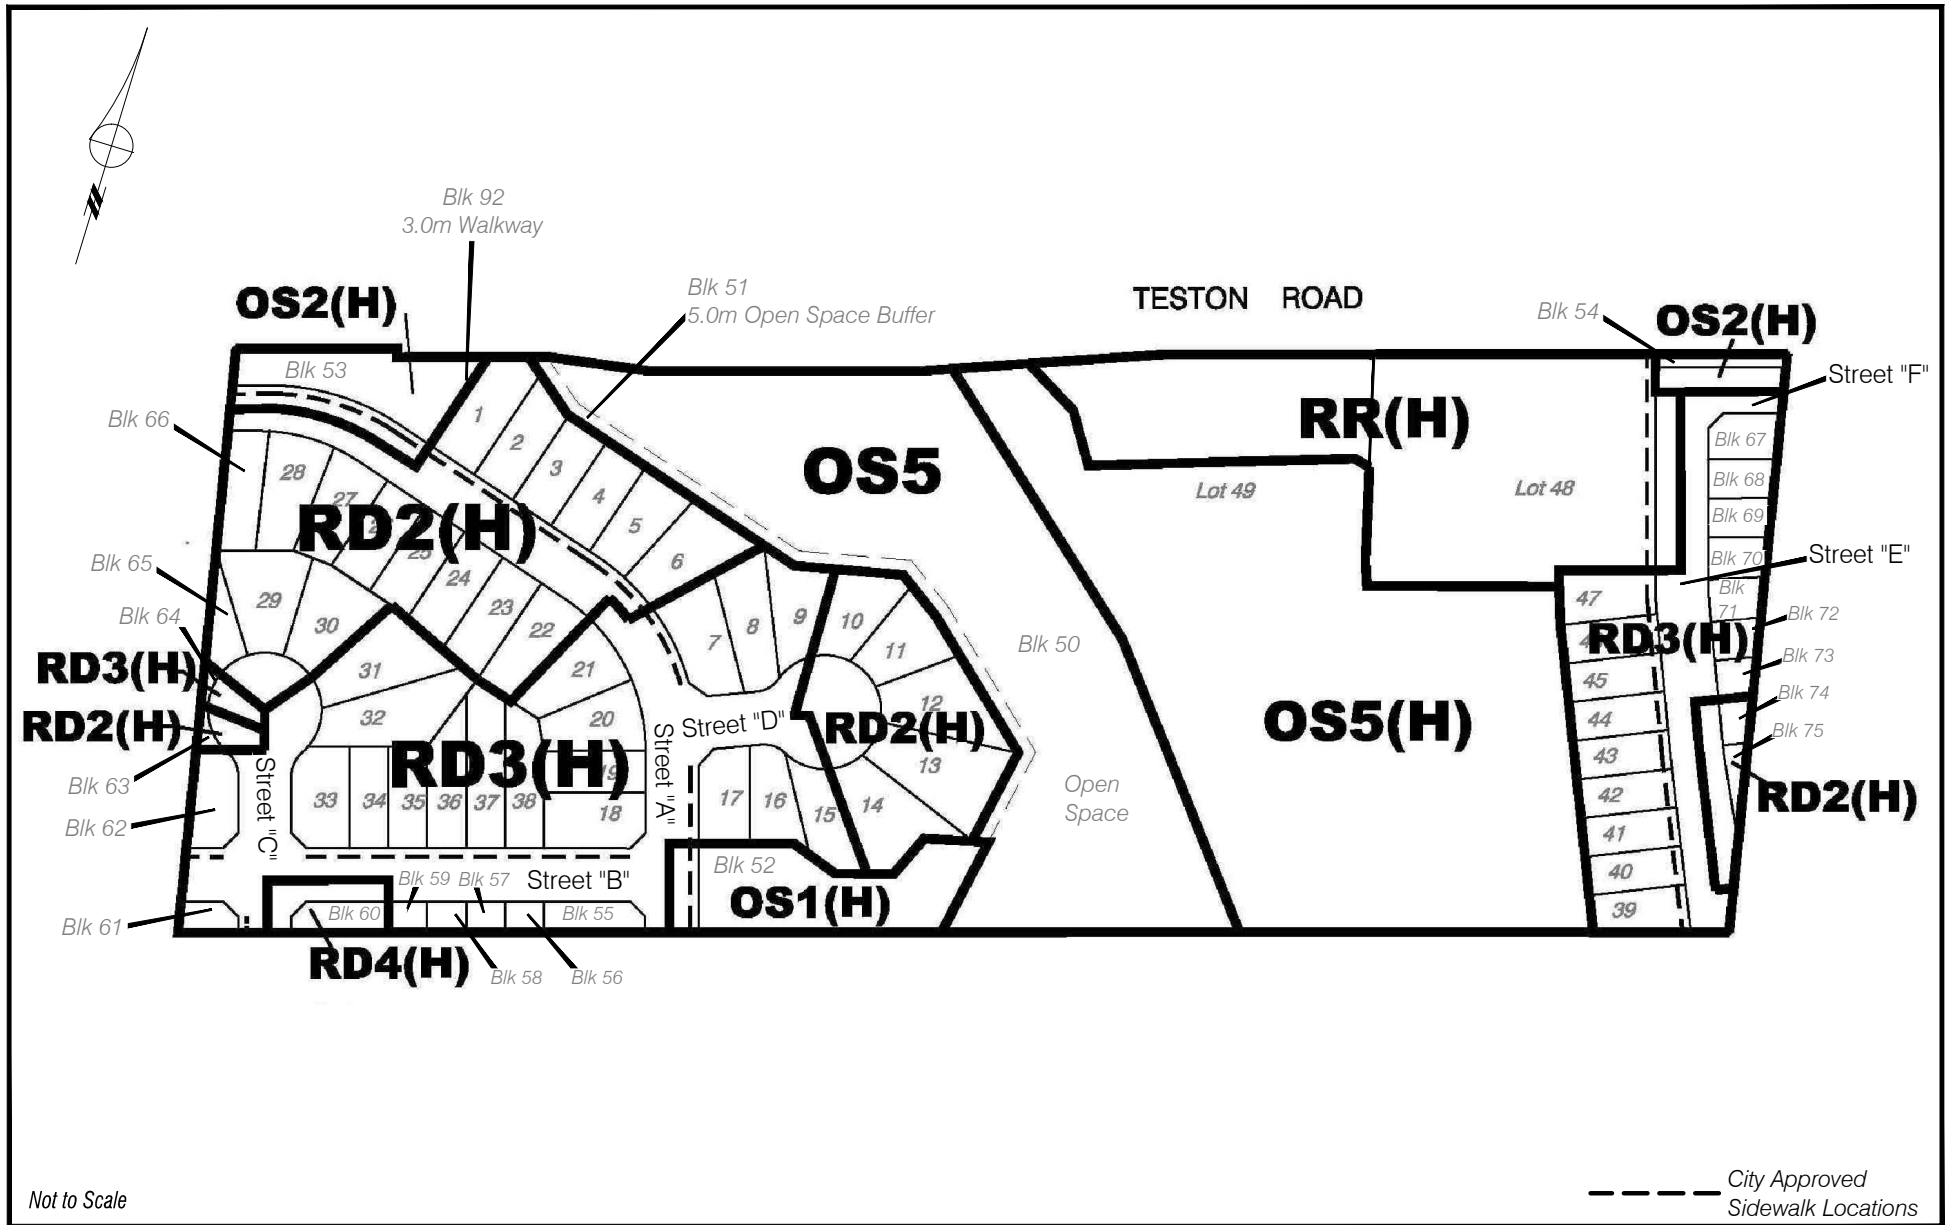 Blk 92
3.0m Walkway
Blk 51
5.0m Open Space Buffer
TESTON ROAD
OS2(H)
Blk 54
OS2(H)
Street "F"
Blk 53
Blk 66
1
2
3
4
5
6
OS5
RR(H)
Lot 49
Lot 48
Blk 67
Blk 68
Blk 69
Blk 70
Street "E"
Blk
71
Blk 72
Blk 73
Blk 74
Blk 75
RD2(H)
28
27
RD2(H)
25
24
23
22
Blk 65
Blk 64
29
30
RD3(H)
RD2(H)
Blk 63
Blk 62
Blk 61
31
32
21
20
19
18
RD3(H)
33
34
35
36
37
38
Street "C"
Street "A"
Street "D"
Street "B"
7
8
9
10
11
12
RD2(H)
13
14
15
16
17
Blk 50
Open
Space
OS5(H)
47
RD3(H)
45
44
43
42
41
40
39
Blk 52
OS1(H)
Blk 59
Blk 57
Blk 60
Blk 55
RD4(H)
Blk 58
Blk 56
Not to Scale
City Approved
Sidewalk Locations